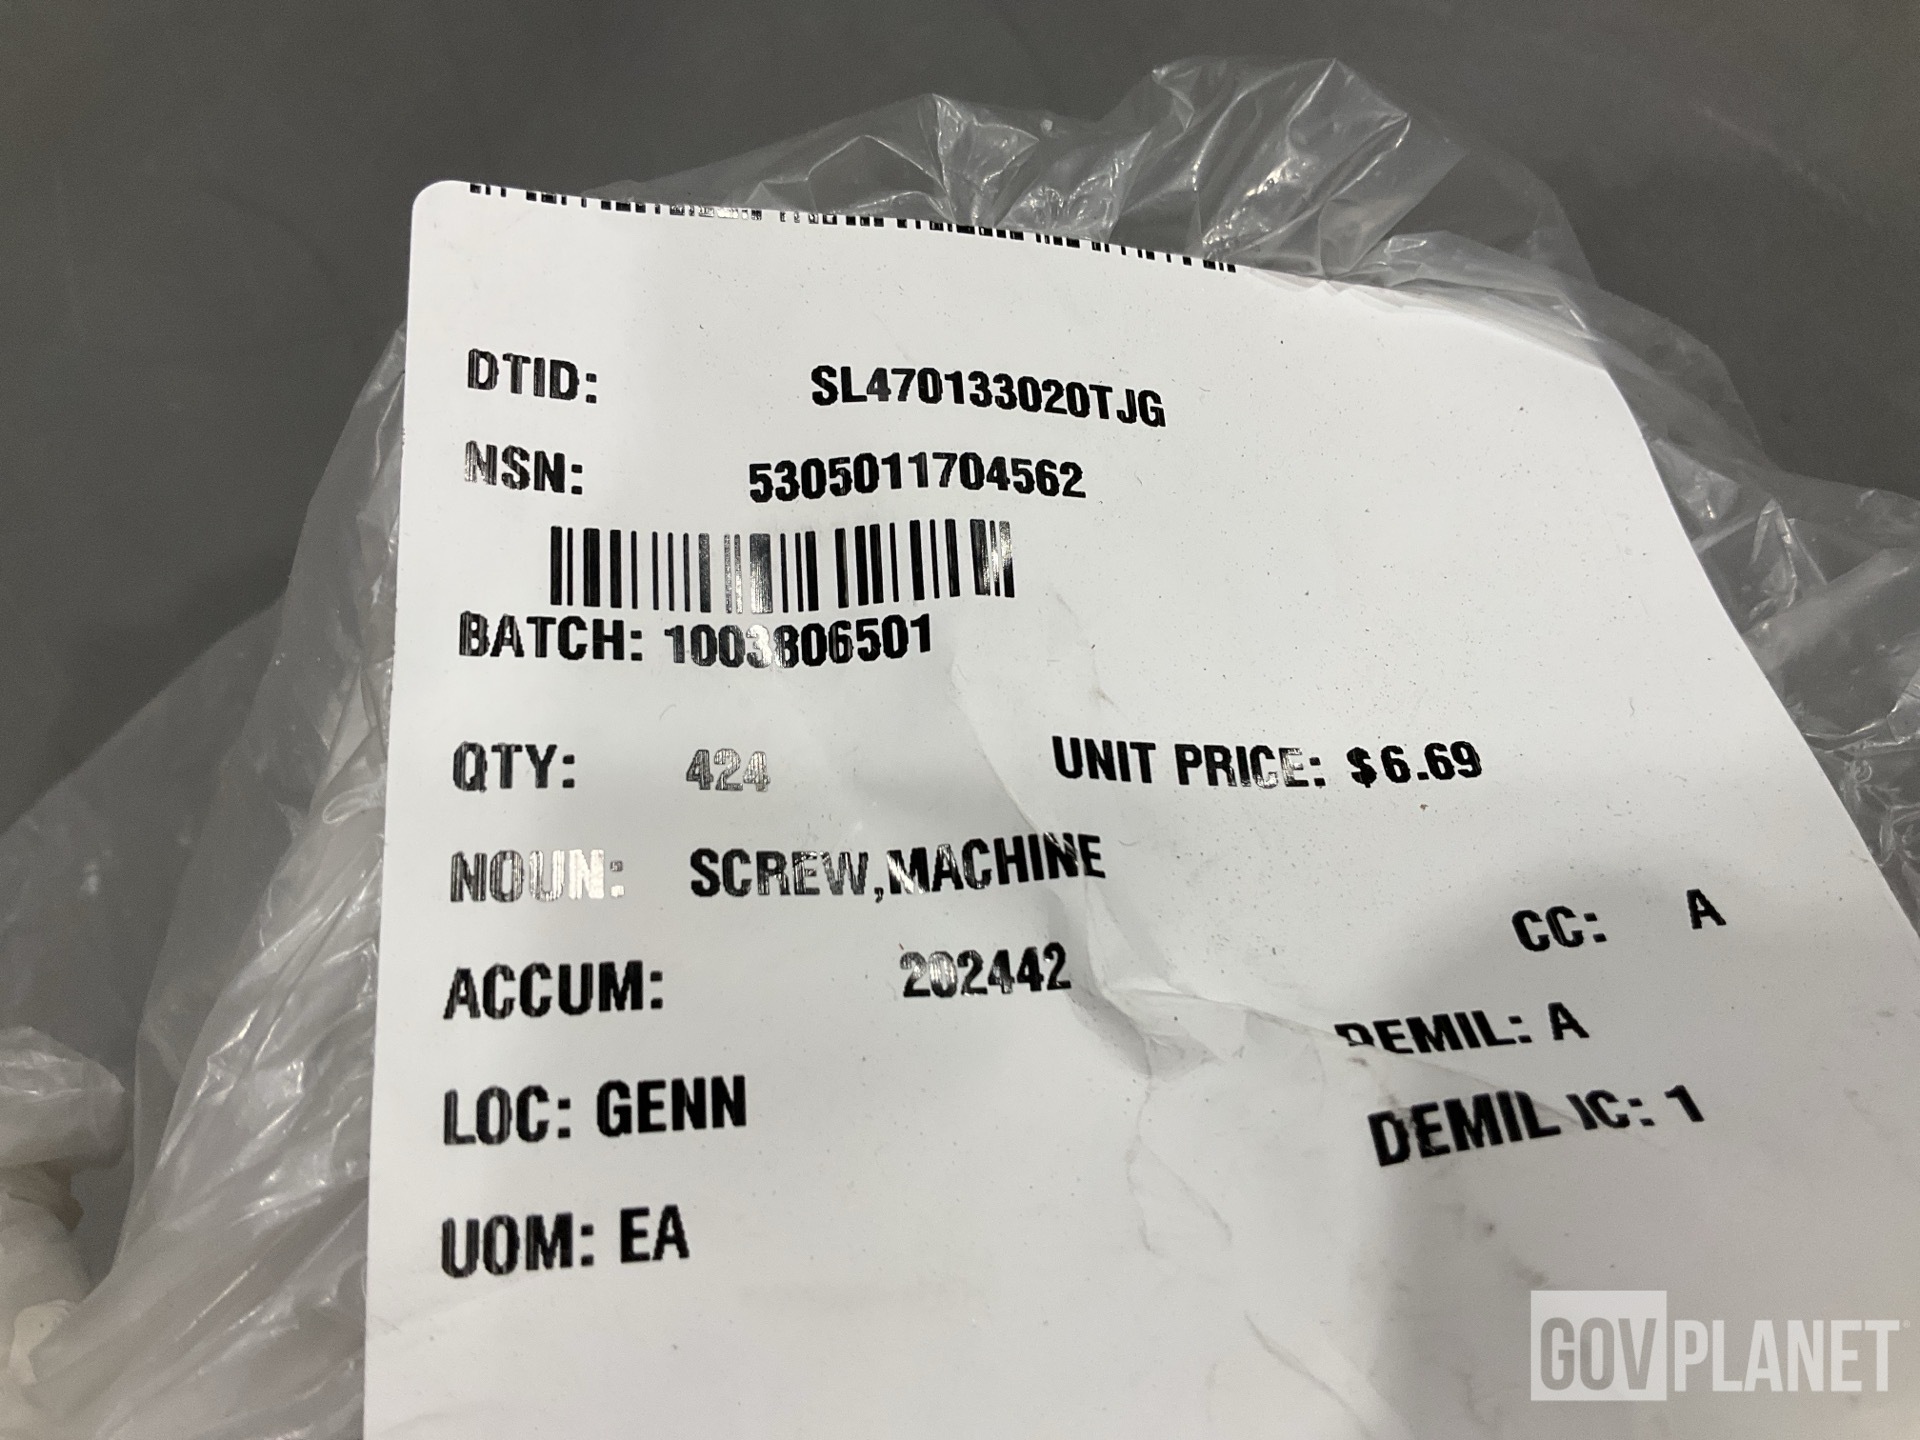 DTID: SL470133020TJG
NSN: 5305011704562
BATCH: 1003806501
QTY: 424 UNIT PRICE: $6.69
NOUN: SCREW,MACHINE
CC: A
ACCUM: 202442
DEMIL: A
LOC: GENN
DEMIL IC: 1
UOM: EA
GOVPLANET